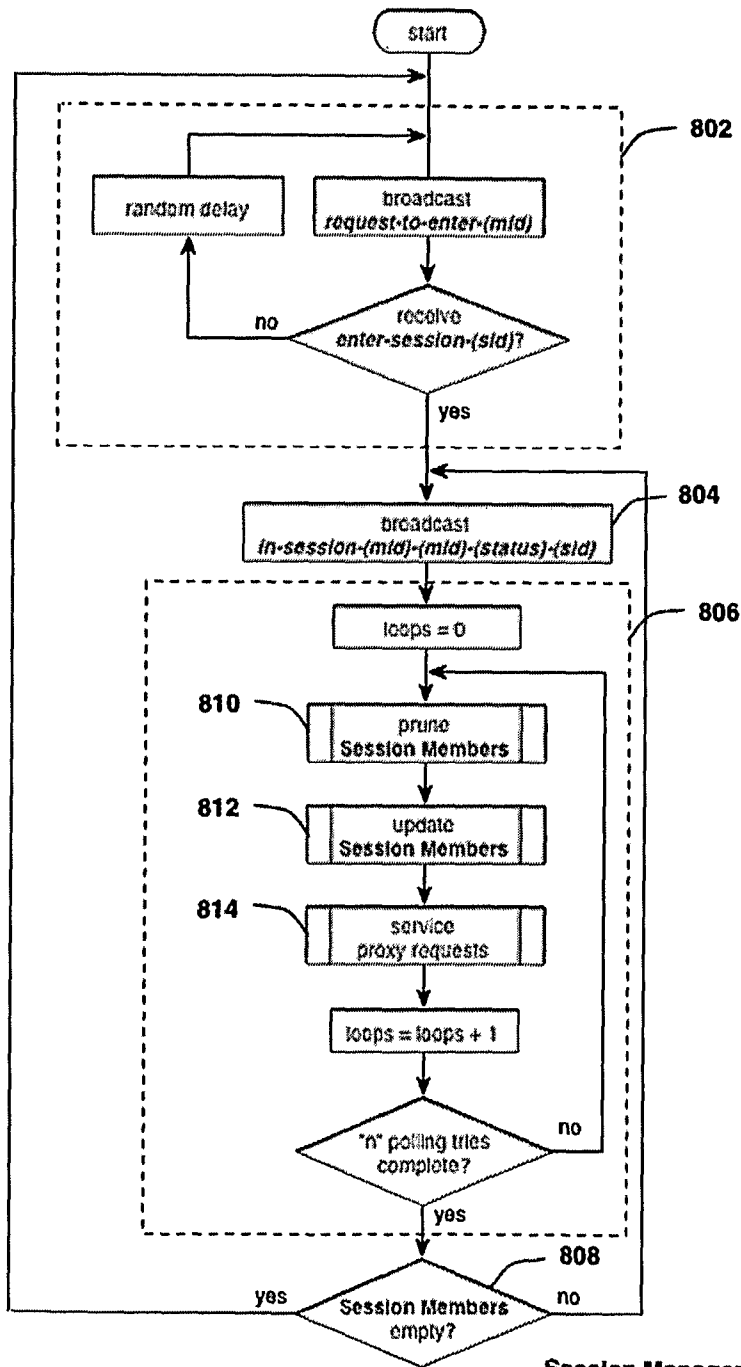 start
802
random delay
broadcast
request-to-enter-(mid)
no
receive
enter-session-(sid)?
yes
804
broadcast
in-session-(mid)-(mid)-(status)-(sid)
806
loops = 0
810
prune
Session Members
812
update
Session Members
814
service
proxy requests
loops = loops + 1
"n" polling tries
complete?
no
yes
808
yes
Session Members
empty?
no